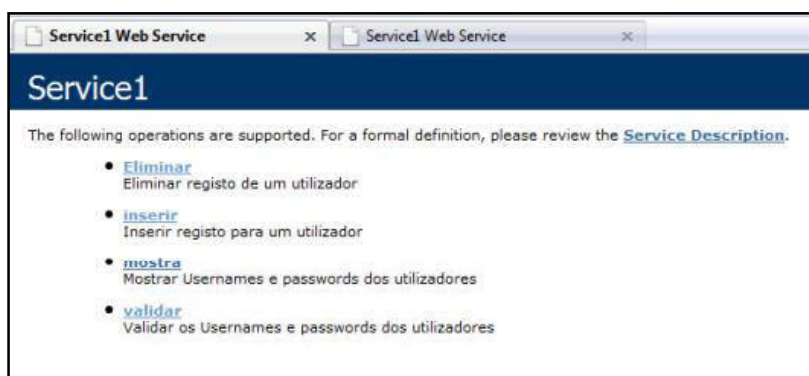 Service1 Web Service
Service1 Web Service
Service1
The following operations are supported. For a formal definition, please review the Service Description.
Eliminar
Eliminar registo de um utilizador
inserir
Inserir registo para um utilizador
mostra
Mostrar Usernames e passwords dos utilizadores
validar
Validar os Usernames e passwords dos utilizadores